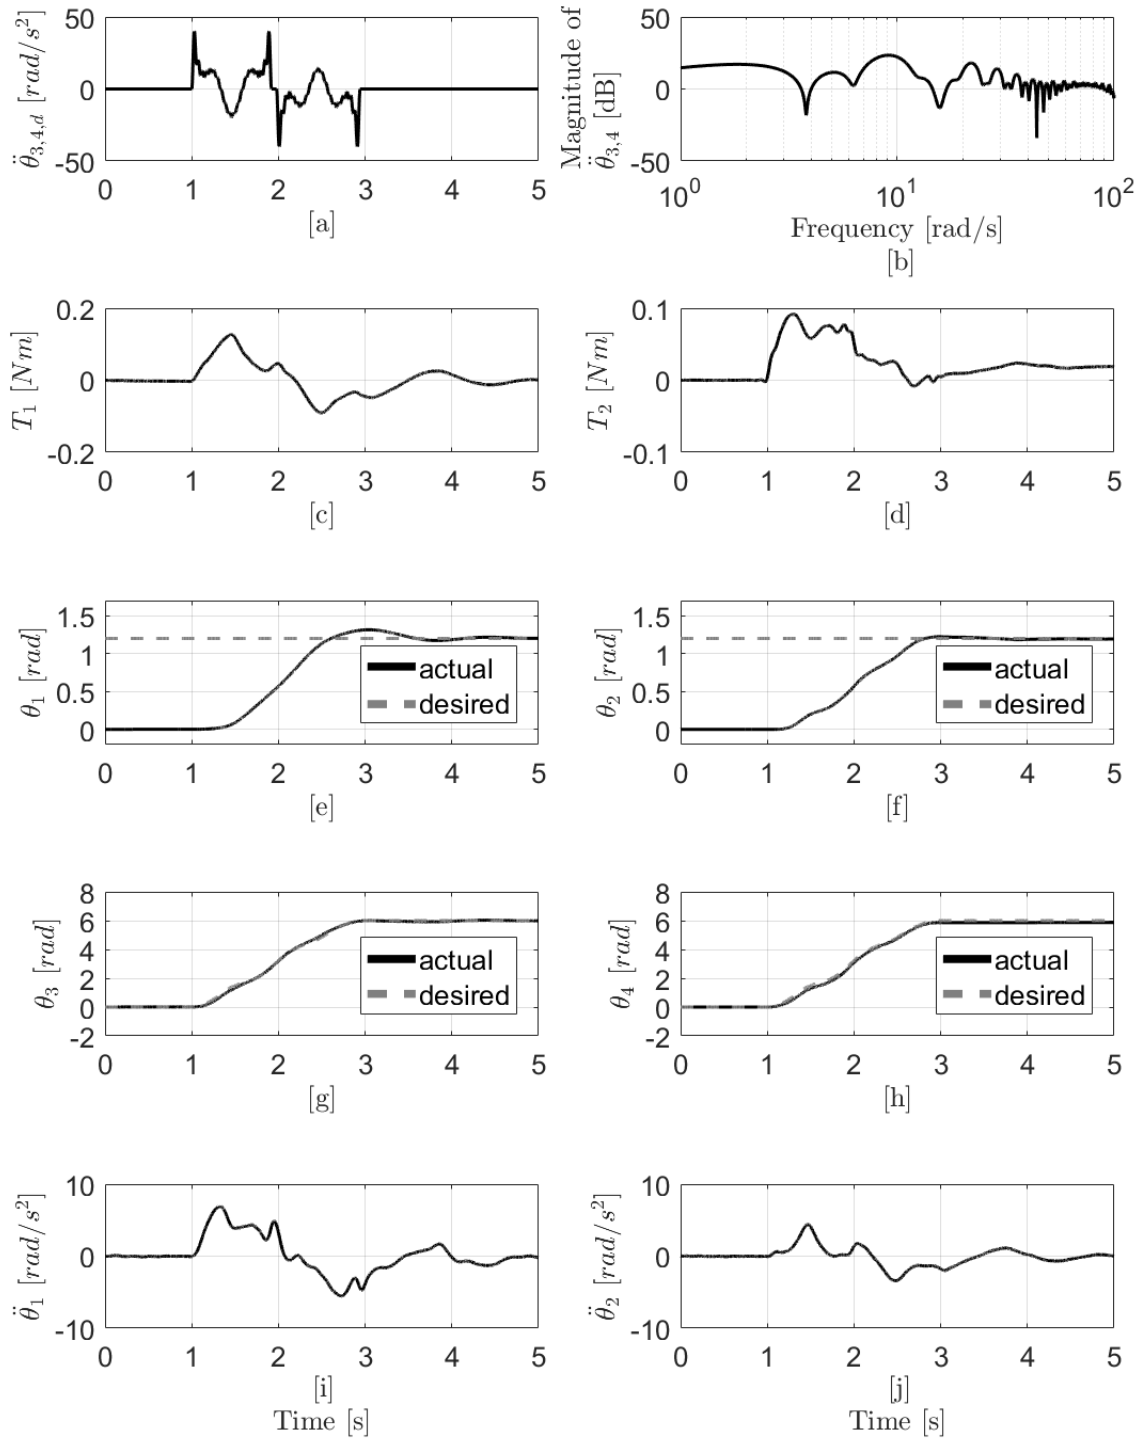 50
0
-50
θ̈3,4,d [rad/s²]
0 1 2 3 4 5
[a]
50
0
-50
Magnitude of
θ̈3,4 [dB]
10⁰ 10¹ 10²
Frequency [rad/s]
[b]
0.2
0
-0.2
T1 [Nm]
0 1 2 3 4 5
[c]
0.1
0
-0.1
T2 [Nm]
0 1 2 3 4 5
[d]
1.5
1
0.5
0
θ1 [rad]
actual
desired
0 1 2 3 4 5
[e]
1.5
1
0.5
0
θ2 [rad]
actual
desired
0 1 2 3 4 5
[f]
8
6
4
2
0
-2
θ3 [rad]
actual
desired
0 1 2 3 4 5
[g]
8
6
4
2
0
-2
θ4 [rad]
actual
desired
0 1 2 3 4 5
[h]
10
0
-10
θ̈1 [rad/s²]
0 1 2 3 4 5
[i]
Time [s]
10
0
-10
θ̈2 [rad/s²]
0 1 2 3 4 5
[j]
Time [s]